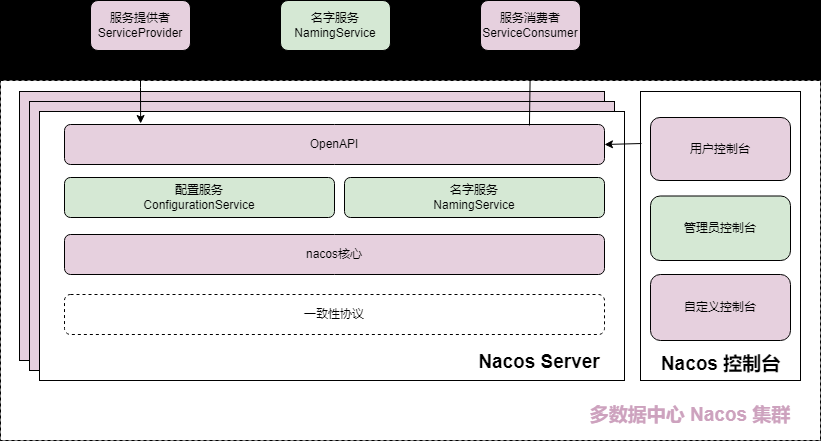 服务提供者
ServiceProvider
名字服务
NamingService
服务消费者
ServiceConsumer
OpenAPI
配置服务
ConfigurationService
名字服务
NamingService
nacos核心
一致性协议
Nacos Server
用户控制台
管理员控制台
自定义控制台
Nacos 控制台
多数据中心 Nacos 集群